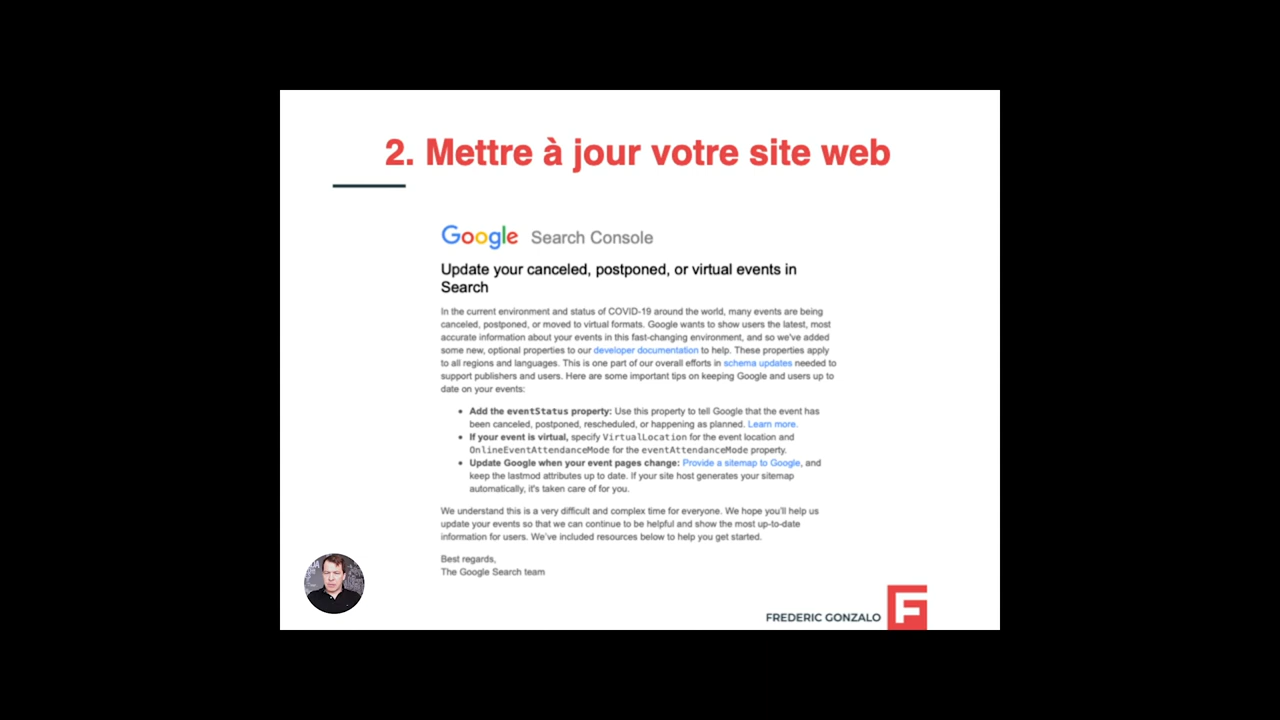 2. Mettre à jour votre site web
Google Search Console
Update your canceled, postponed, or virtual events in
Search
In the current environment and status of COVID-19 around the world, many events are being
canceled, postponed, or moved to virtual formats. Google wants to show users the latest, most
accurate information about your events in this fast-changing environment, and so we've added
some new, optional properties to our developer documentation to help. These properties apply
to all regions and languages. This is one part of our overall efforts in schema updates needed to
support publishers and users. Here are some important tips on keeping Google and users up to
date on your events:
• Add the eventStatus property: Use this property to tell Google that the event has
been canceled, postponed, rescheduled, or happening as planned. Learn more.
• If your event is virtual, specify VirtualLocation for the event location and
OnlineEventAttendanceMode for the eventAttendanceMode property.
• Update Google when your event pages change: Provide a sitemap to Google, and
keep the lastmod attributes up to date. If your site host generates your sitemap
automatically, it's taken care of for you.
We understand this is a very difficult and complex time for everyone. We hope you'll help us
update your events so that we can continue to be helpful and show the most up-to-date
information for users. We've included resources below to help you get started.
Best regards,
The Google Search team
FREDERIC GONZALO
F